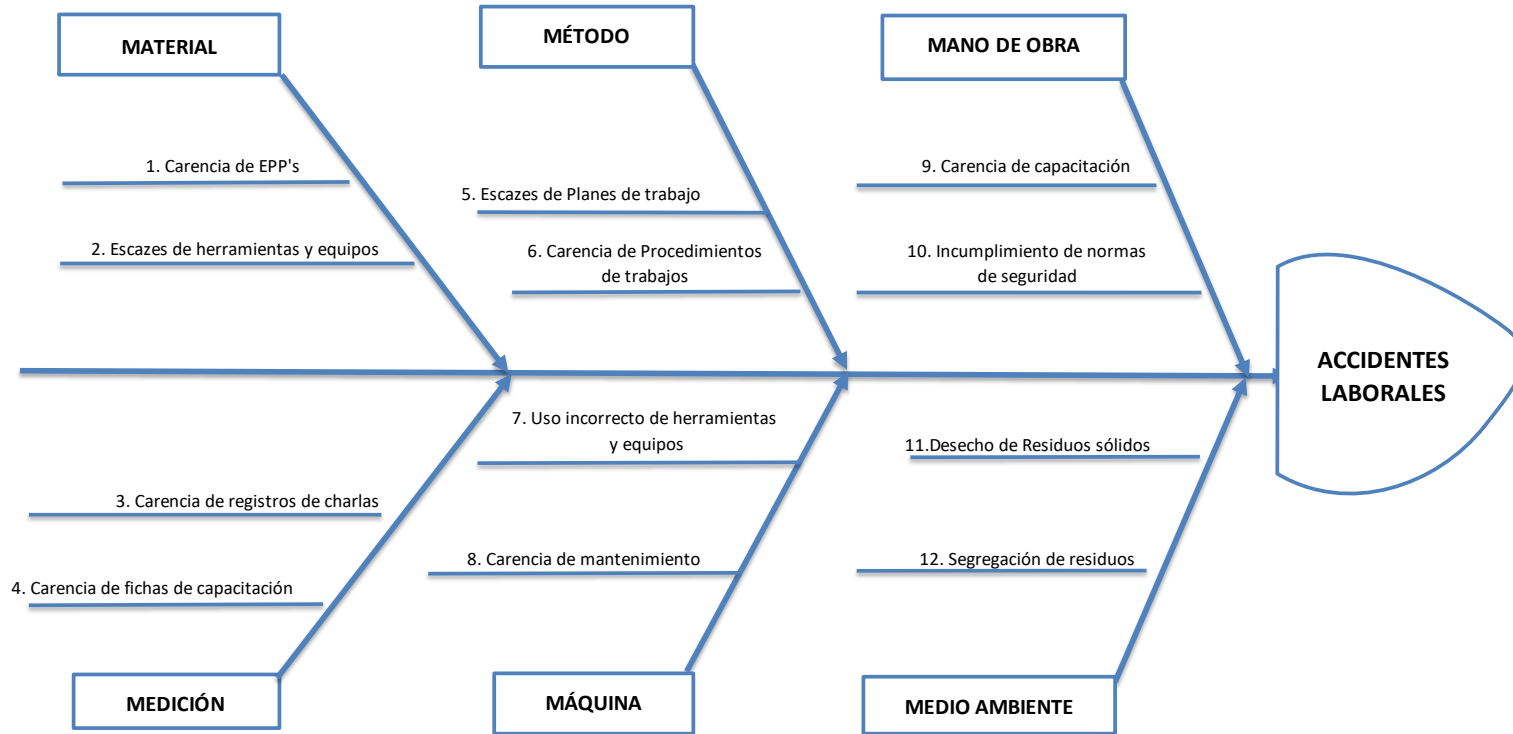 MATERIAL
MÉTODO
MANO DE OBRA
1. Carencia de EPP's
2. Escazes de herramientas y equipos
5. Escazes de Planes de trabajo
6. Carencia de Procedimientos
de trabajos
9. Carencia de capacitación
10. Incumplimiento de normas
de seguridad
ACCIDENTES
LABORALES
3. Carencia de registros de charlas
4. Carencia de fichas de capacitación
7. Uso incorrecto de herramientas
y equipos
8. Carencia de mantenimiento
11.Desecho de Residuos sólidos
12. Segregación de residuos
MEDICIÓN
MÁQUINA
MEDIO AMBIENTE